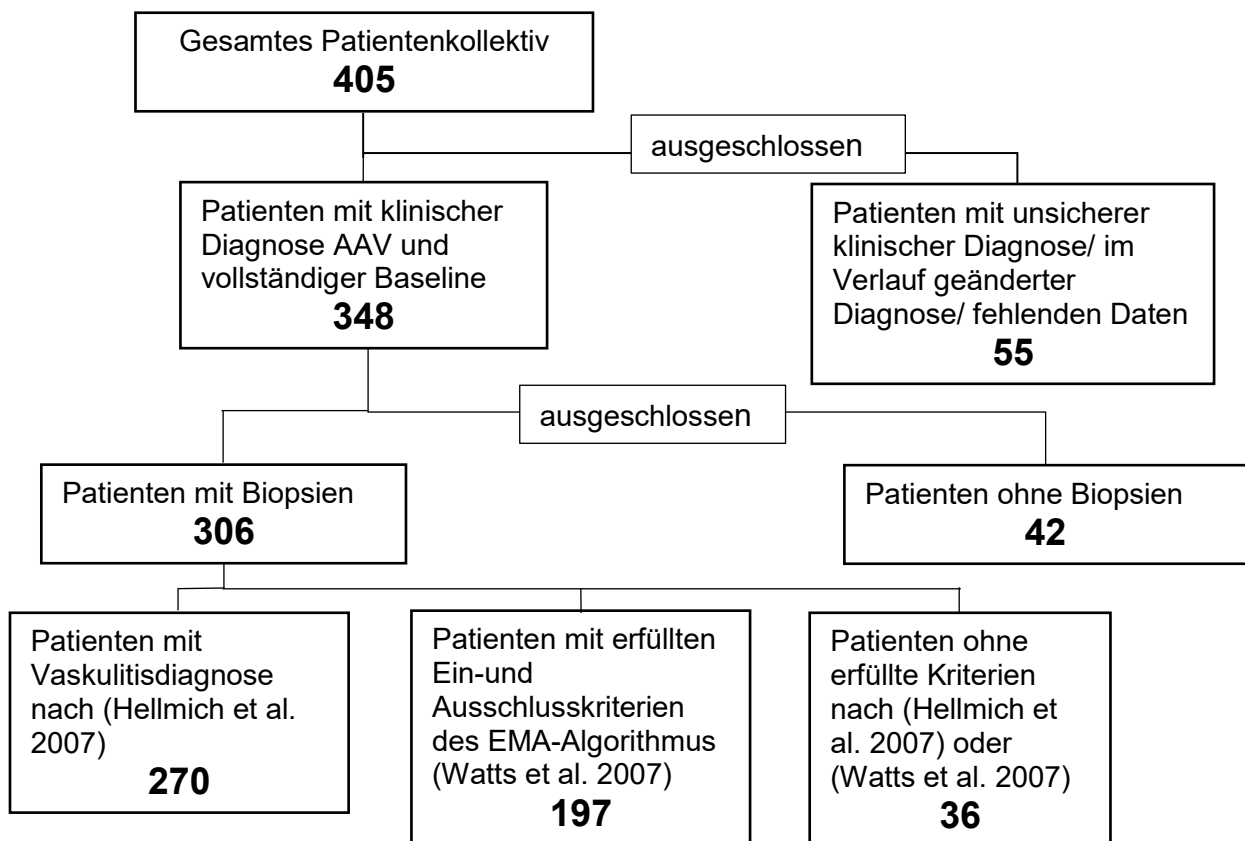 Gesamtes Patientenkollektiv
405
ausgeschlossen
Patienten mit klinischer
Diagnose AAV und
vollständiger Baseline
348
Patienten mit unsicherer
klinischer Diagnose/ im
Verlauf geänderter
Diagnose/ fehlenden Daten
55
ausgeschlossen
Patienten mit Biopsien
306
Patienten ohne Biopsien
42
Patienten mit
Vaskulitisdiagnose
nach (Hellmich et al.
2007)
270
Patienten mit erfüllten
Ein-und
Ausschlusskriterien
des EMA-Algorithmus
(Watts et al. 2007)
197
Patienten ohne
erfüllte Kriterien
nach (Hellmich et
al. 2007) oder
(Watts et al. 2007)
36